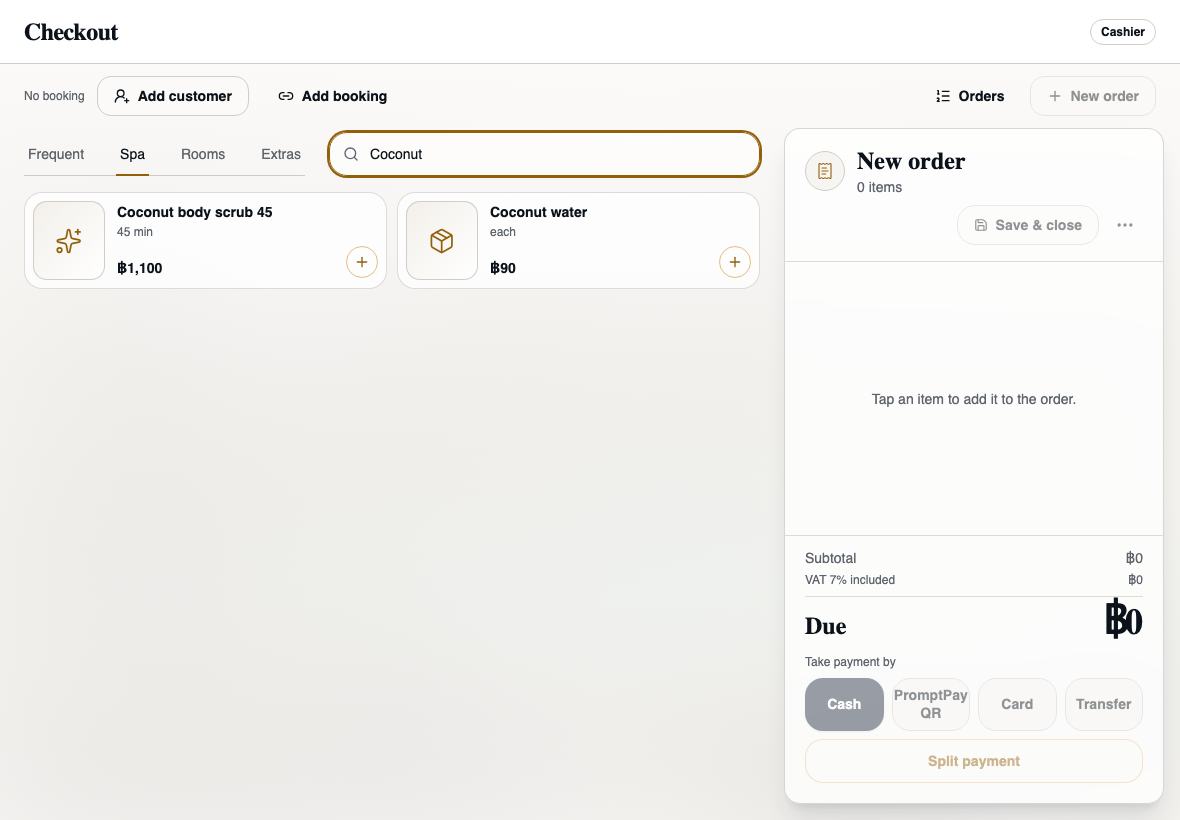 Checkout
Cashier
No booking
Add customer
Add booking
Orders
New order
Frequent
Spa
Rooms
Extras
Coconut
Coconut body scrub 45
45 min
฿1,100
Coconut water
each
฿90
New order
0 items
Save & close
Tap an item to add it to the order.
Subtotal
฿0
VAT 7% included
฿0
Due
฿0
Take payment by
Cash
PromptPay
QR
Card
Transfer
Split payment